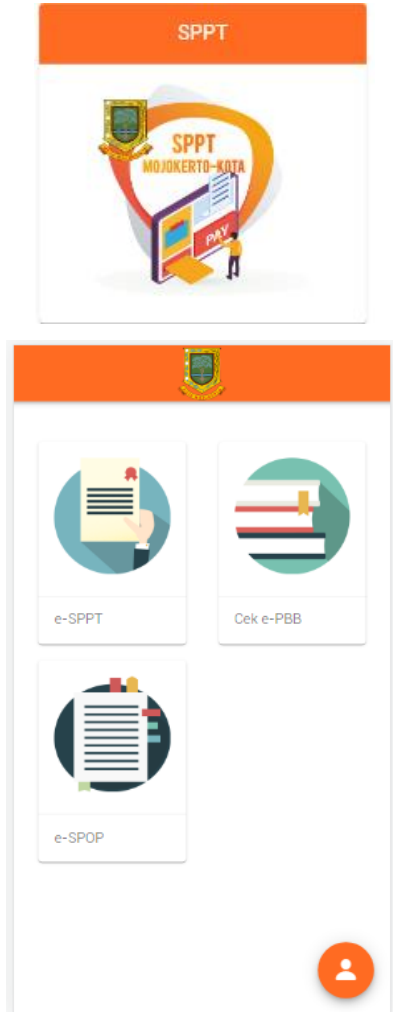 SPPT
SPPT
MOJOKERTO-KOTA
PAY
e-SPPT
Cek e-PBB
e-SPOP